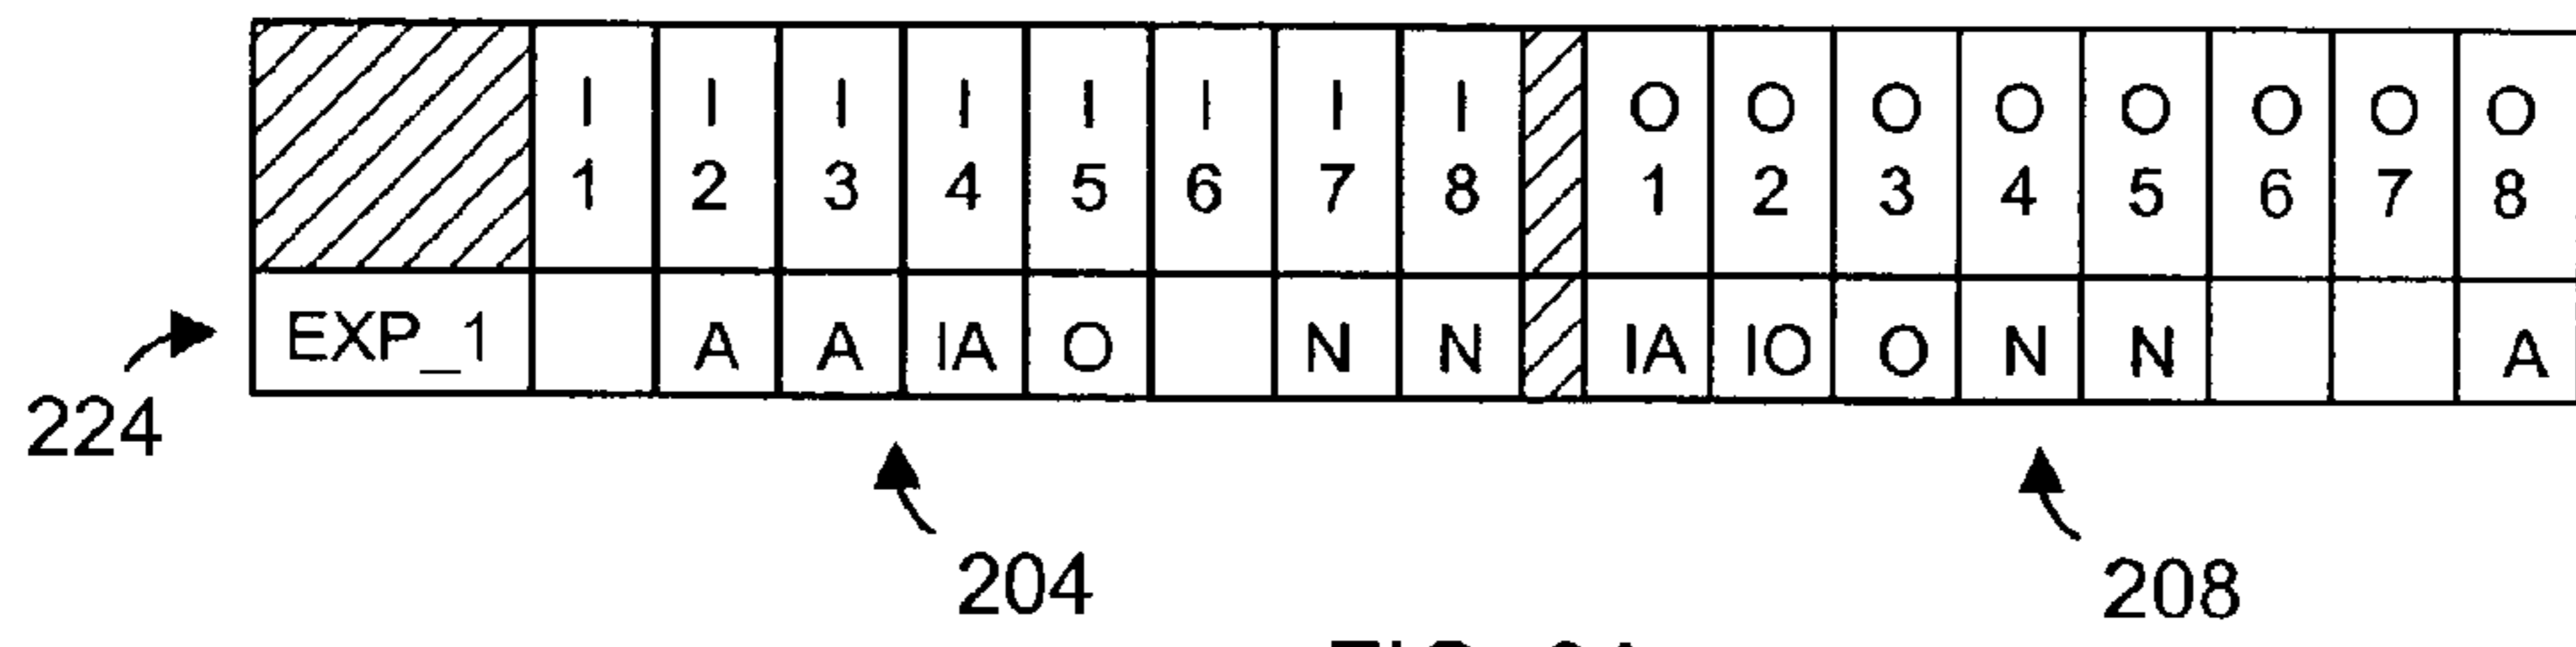 I I I I I I I I O O O O O O O O
1 2 3 4 5 6 7 8 1 2 3 4 5 6 7 8
EXP_1 A A IA O N N IA IO O N N A
224
204
208